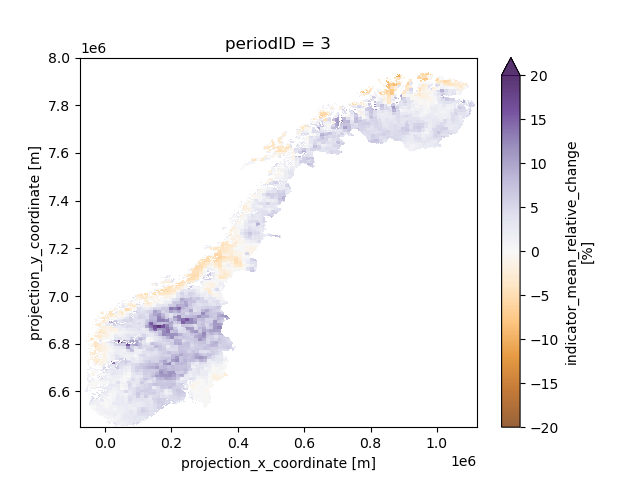 periodID = 3
1e6
8.0
7.8
7.6
7.4
7.2
7.0
6.8
6.6
projection_y_coordinate [m]
0.0 0.2 0.4 0.6 0.8 1.0
1e6
projection_x_coordinate [m]
20
15
10
5
0
−5
−10
−15
−20
indicator_mean_relative_change
[%]